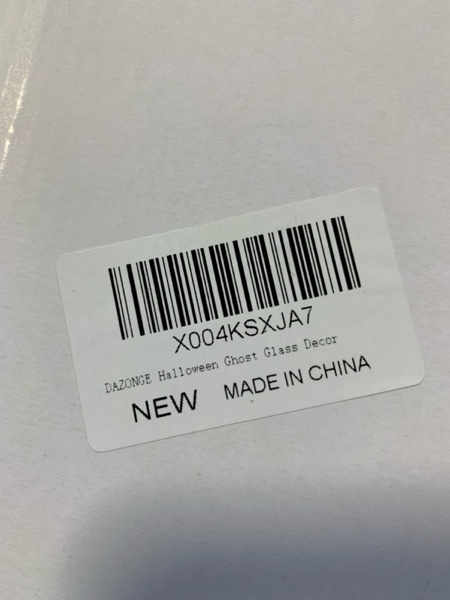 X004KSXJA7
DAZONGE Halloween Ghost Glass Decor
NEW MADE IN CHINA